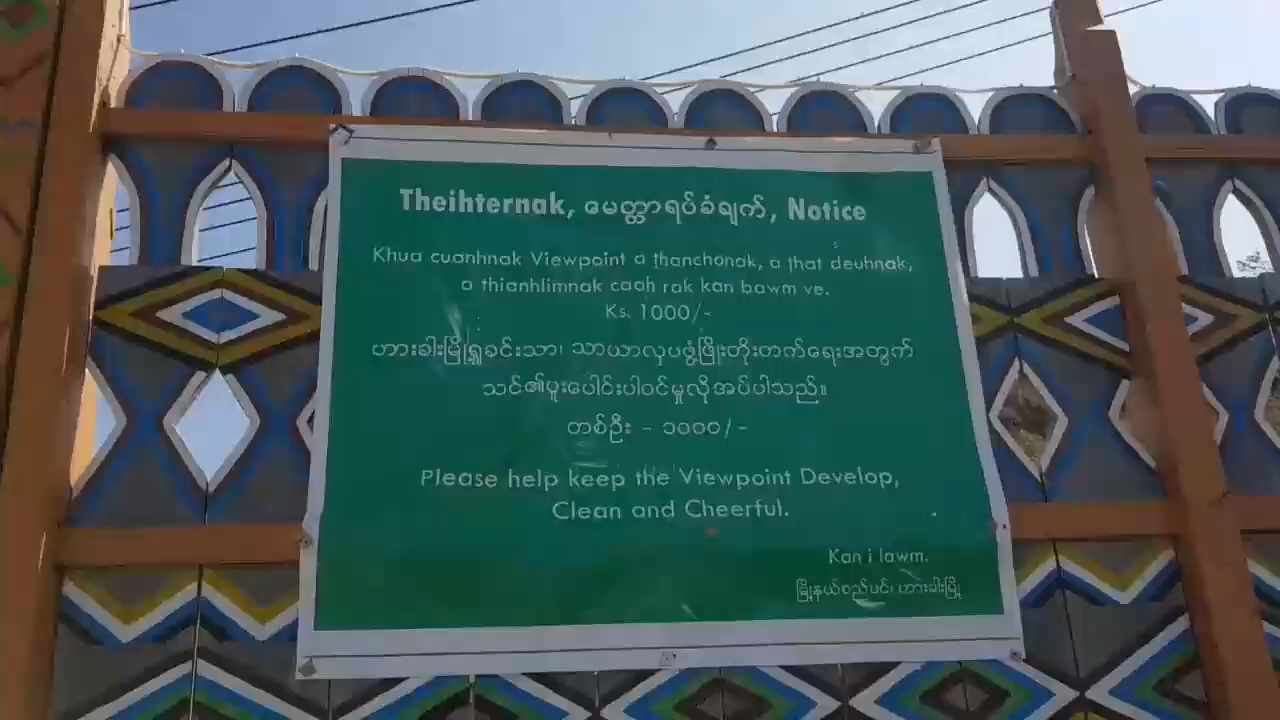 Theihternak, မေတ္တာရပ်ခံချက်, Notice
Khua cuanhnak Viewpoint a ṭhanchonak, a that deuhnak,
a thianhlimnak caah rak kan bawm ve.
Ks. 1000/-
ဟားခါးမြို့ရှုခင်းသာ၊ သာယာလှပဖွံ့ဖြိုးတိုးတက်ရေးအတွက်
သင်၏ပူးပေါင်းပါဝင်မှုလိုအပ်ပါသည်။
တစ်ဦး - ၁၀၀၀/-
Please help keep the Viewpoint Develop,
Clean and Cheerful.
Kan i lawm.
မြို့နယ်စည်ပင်၊ ဟားခါးမြို့